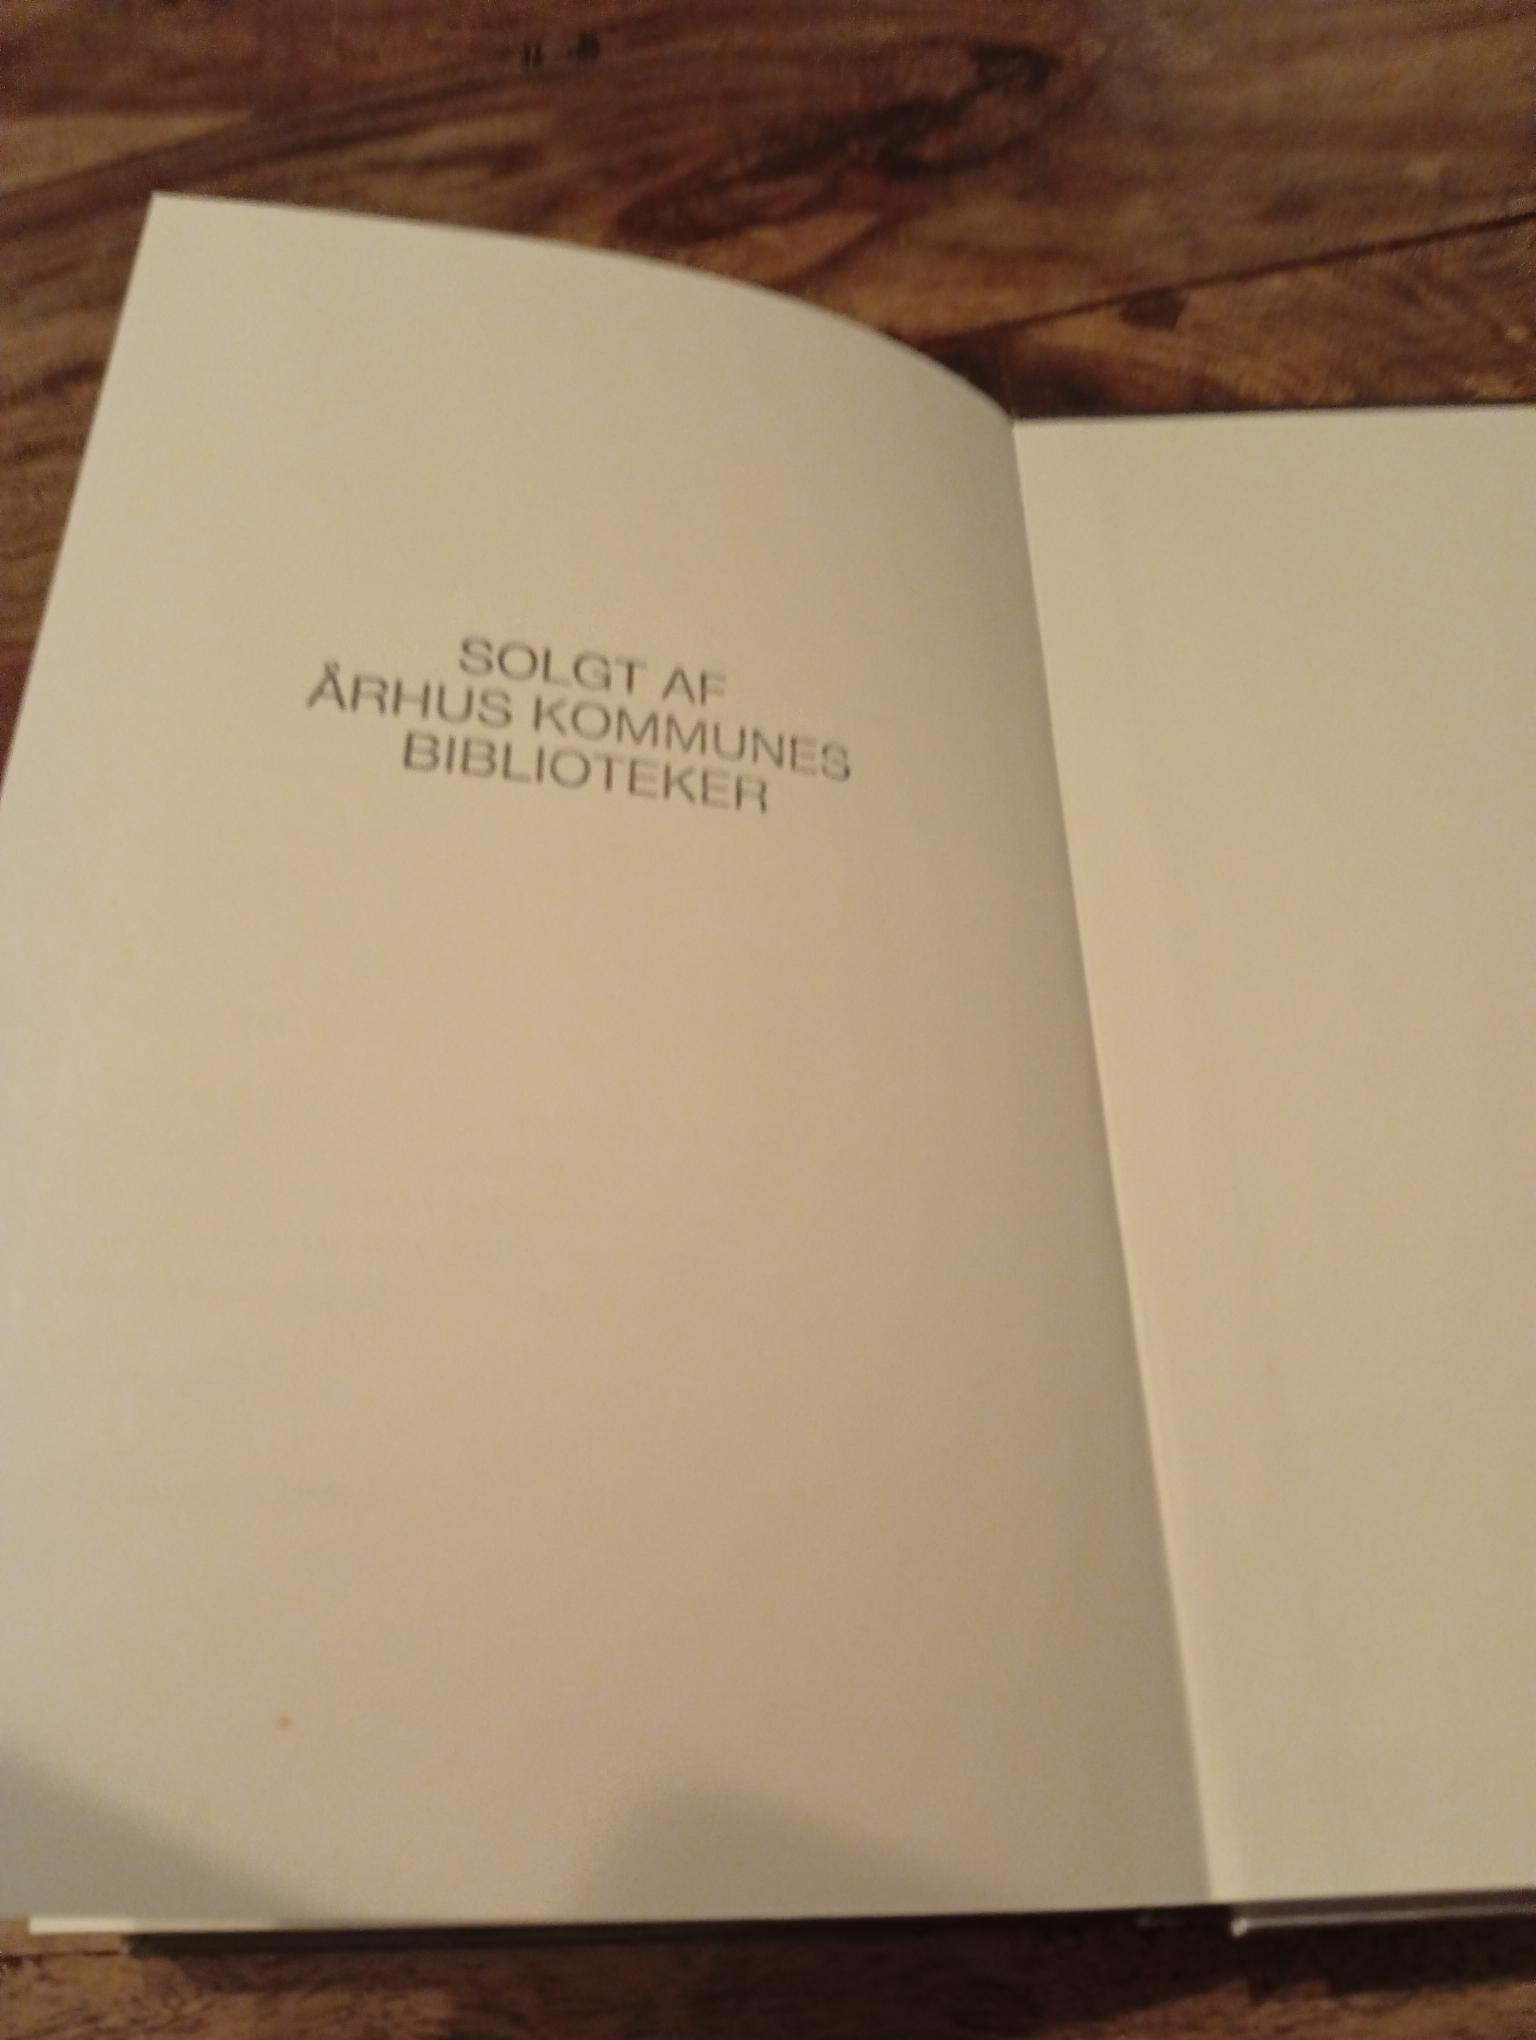 SOLGT AF
ÅRHUS KOMMUNES
BIBLIOTEKER